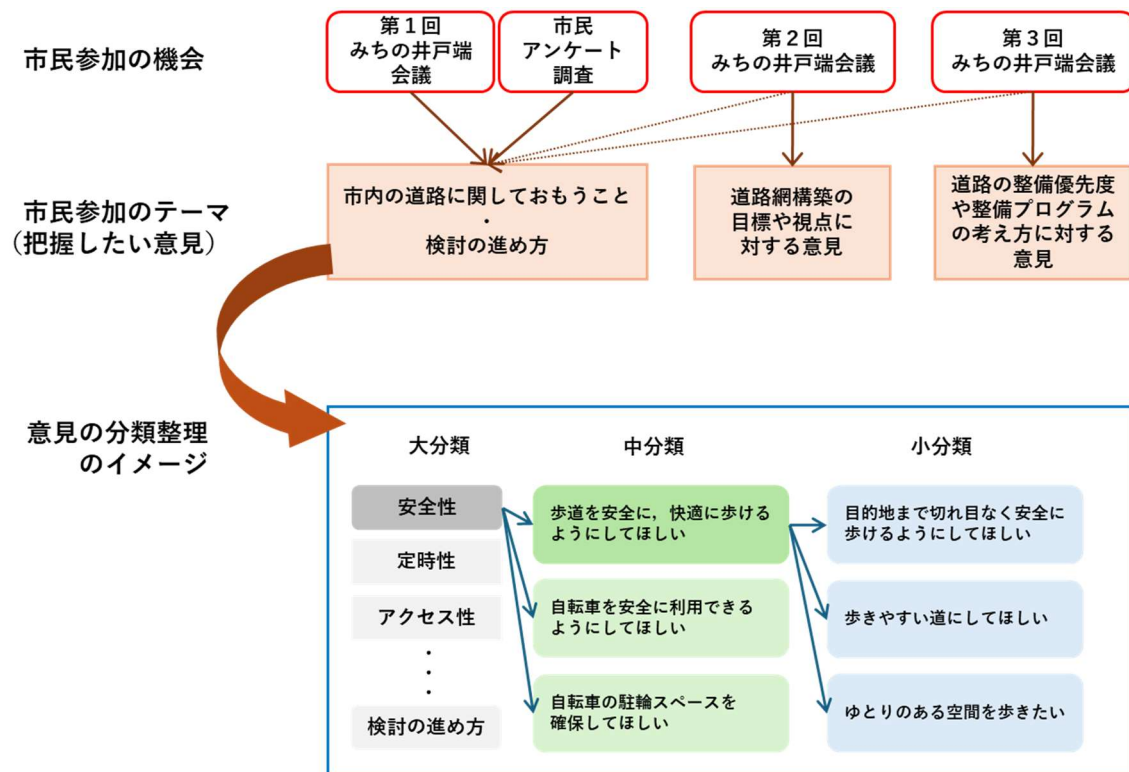 市民参加の機会
第１回
みちの井戸端
会議
市民
アンケート
調査
第２回
みちの井戸端会議
第３回
みちの井戸端会議
市民参加のテーマ
（把握したい意見）
市内の道路に関しておもうこと
・
検討の進め方
道路網構築の
目標や視点に
対する意見
道路の整備優先度
や整備プログラム
の考え方に対する
意見
意見の分類整理
のイメージ
大分類
中分類
小分類
安全性
定時性
アクセス性
・
・
・
検討の進め方
歩道を安全に，快適に歩ける
ようにしてほしい
自転車を安全に利用できる
ようにしてほしい
自転車の駐輪スペースを
確保してほしい
目的地まで切れ目なく安全に
歩けるようにしてほしい
歩きやすい道にしてほしい
ゆとりのある空間を歩きたい